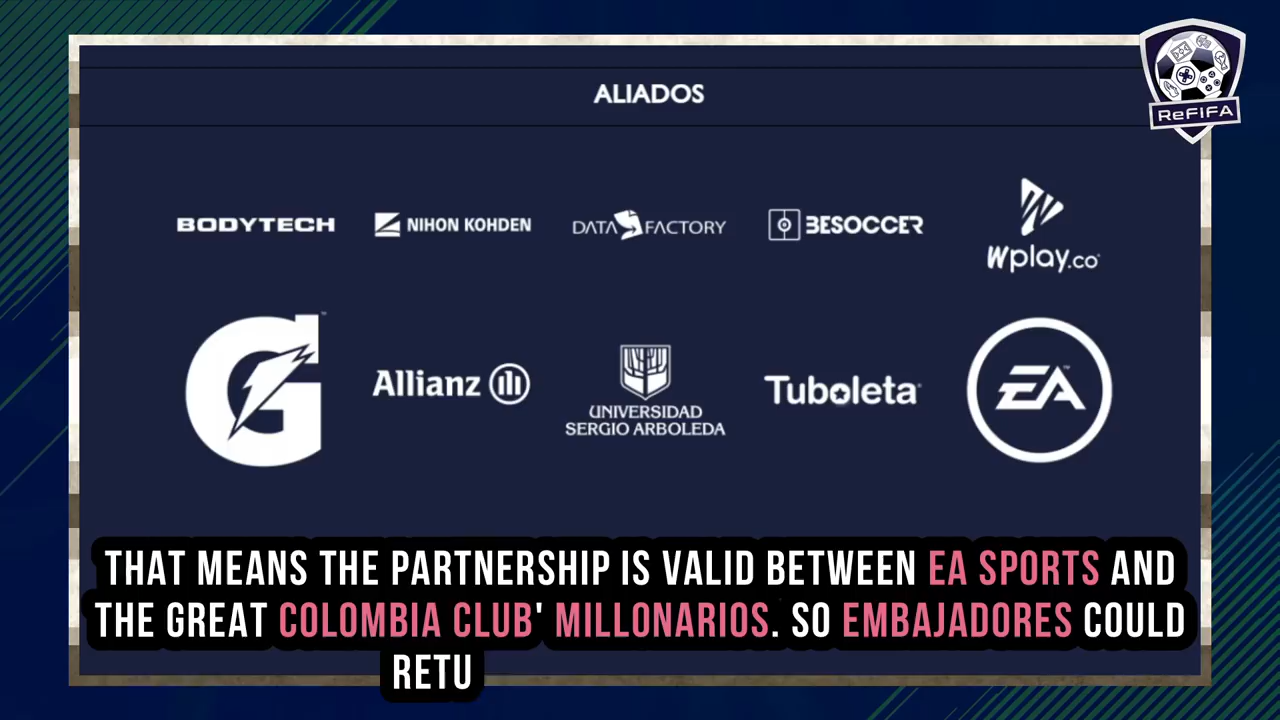 ReFIFA
ALIADOS
BODYTECH
NIHON KOHDEN
DATA FACTORY
BESOCCER
Wplay.co
G
Allianz
UNIVERSIDAD
SERGIO ARBOLEDA
Tuboleta
EA
THAT MEANS THE PARTNERSHIP IS VALID BETWEEN EA SPORTS AND
THE GREAT COLOMBIA CLUB' MILLONARIOS. SO EMBAJADORES COULD
RETU